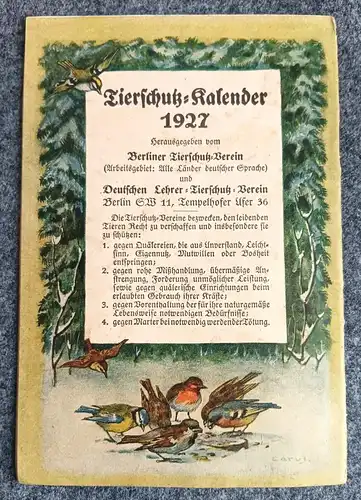 Tierschutz-Kalender
1927
Herausgegeben vom
Berliner Tierschutz-Verein
(Arbeitsgebiet: Alle Länder deutscher Sprache)
und
Deutschen Lehrer-Tierschutz-Verein
Berlin SW 11, Tempelhofer Ufer 36
Die Tierschutz-Vereine bezwecken, den leidenden
Tieren Recht zu verschaffen und insbesondere sie
zu schützen:
1. gegen Quälereien, die aus Unverstand, Leicht-
sinn, Eigennutz, Mutwillen oder Bosheit
entspringen;
2. gegen rohe Mißhandlung, übermäßige An-
strengung, Forderung unmöglicher Leistung,
sowie gegen quälerische Einrichtungen beim
erlaubten Gebrauch ihrer Kräfte;
3. gegen Vorenthaltung der für ihre naturgemäße
Lebensweise notwendigen Bedürfnisse;
4. gegen Marter bei notwendig werdender Tötung.